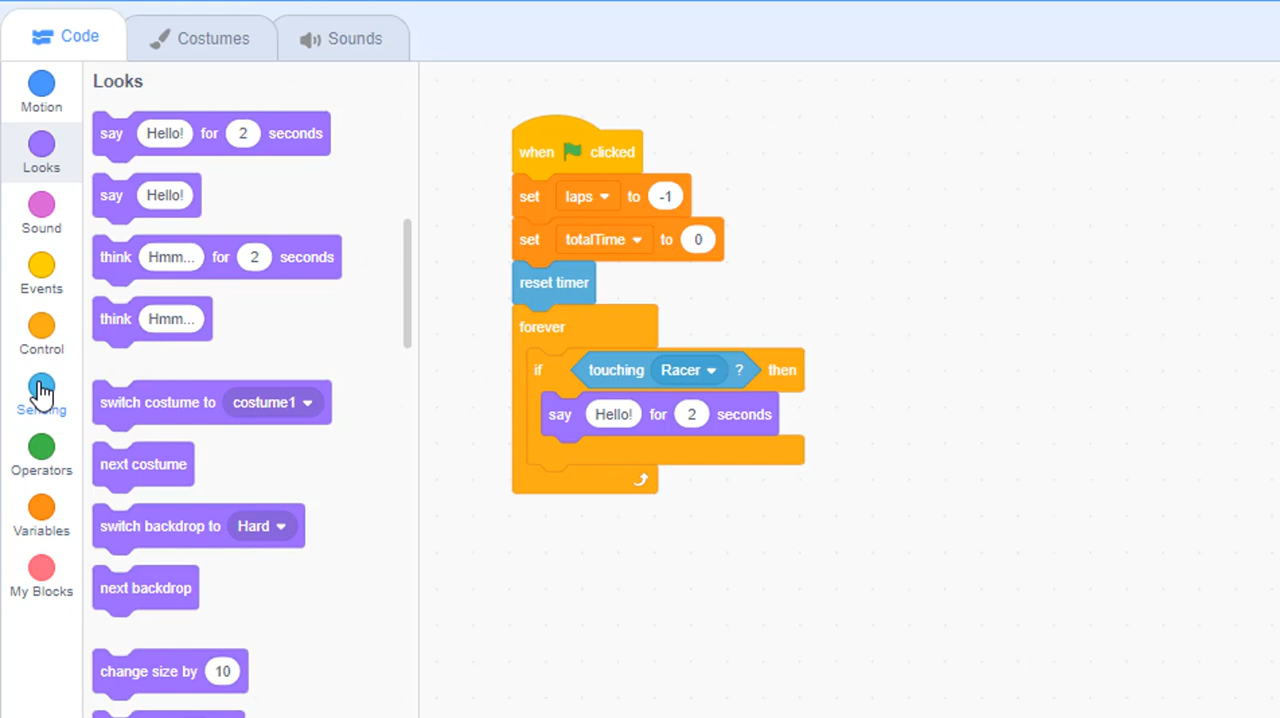 Code
Costumes
Sounds
Motion
Looks
Sound
Events
Control
Sensing
Operators
Variables
My Blocks
Looks
say Hello! for 2 seconds
say Hello!
think Hmm... for 2 seconds
think Hmm...
switch costume to costume1
next costume
switch backdrop to Hard
next backdrop
change size by 10
when clicked
set laps to -1
set totalTime to 0
reset timer
forever
if touching Racer ? then
say Hello! for 2 seconds